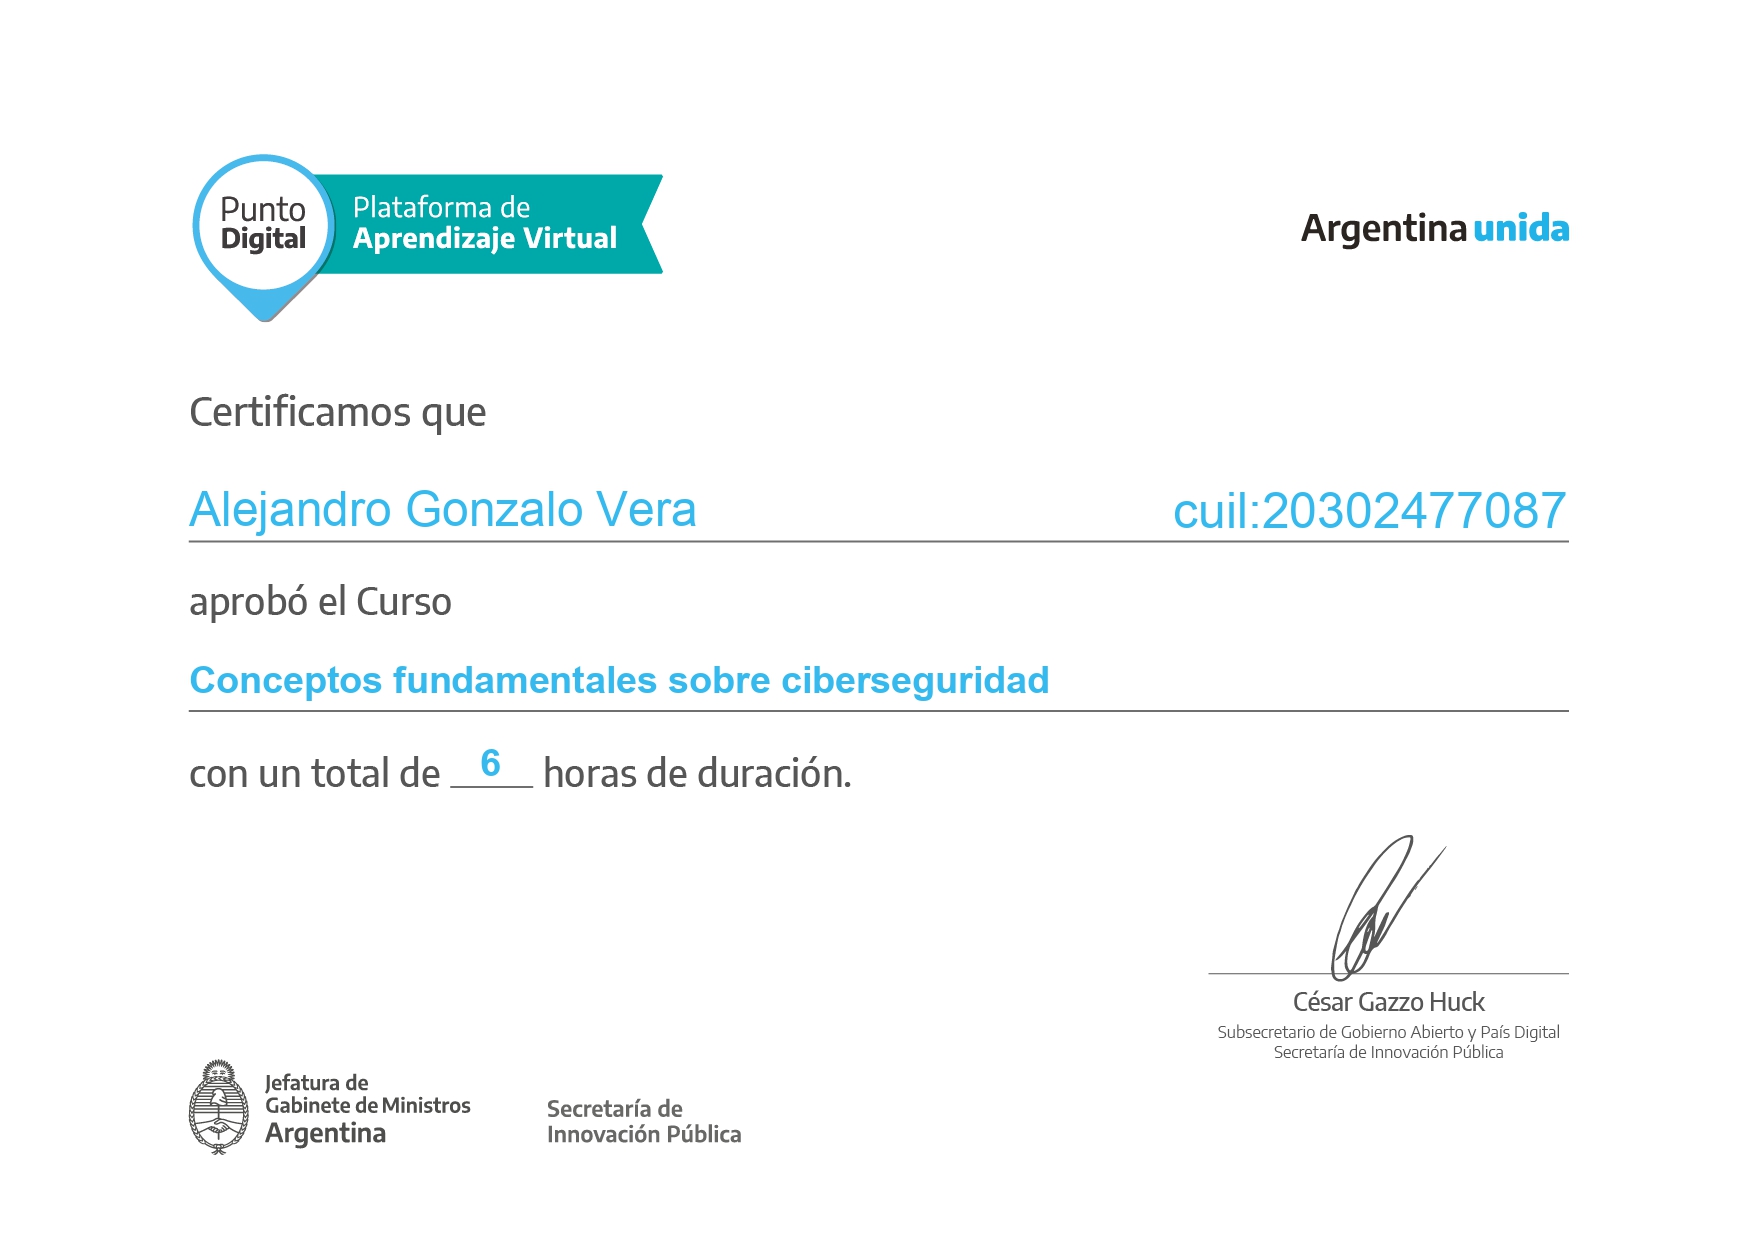 Punto
Digital
Plataforma de
Aprendizaje Virtual
Argentina unida
Certificamos que
Alejandro Gonzalo Vera cuil:20302477087
aprobó el Curso
Conceptos fundamentales sobre ciberseguridad
con un total de 6 horas de duración.
César Gazzo Huck
Subsecretario de Gobierno Abierto y País Digital
Secretaría de Innovación Pública
Jefatura de
Gabinete de Ministros
Argentina
Secretaría de
Innovación Pública